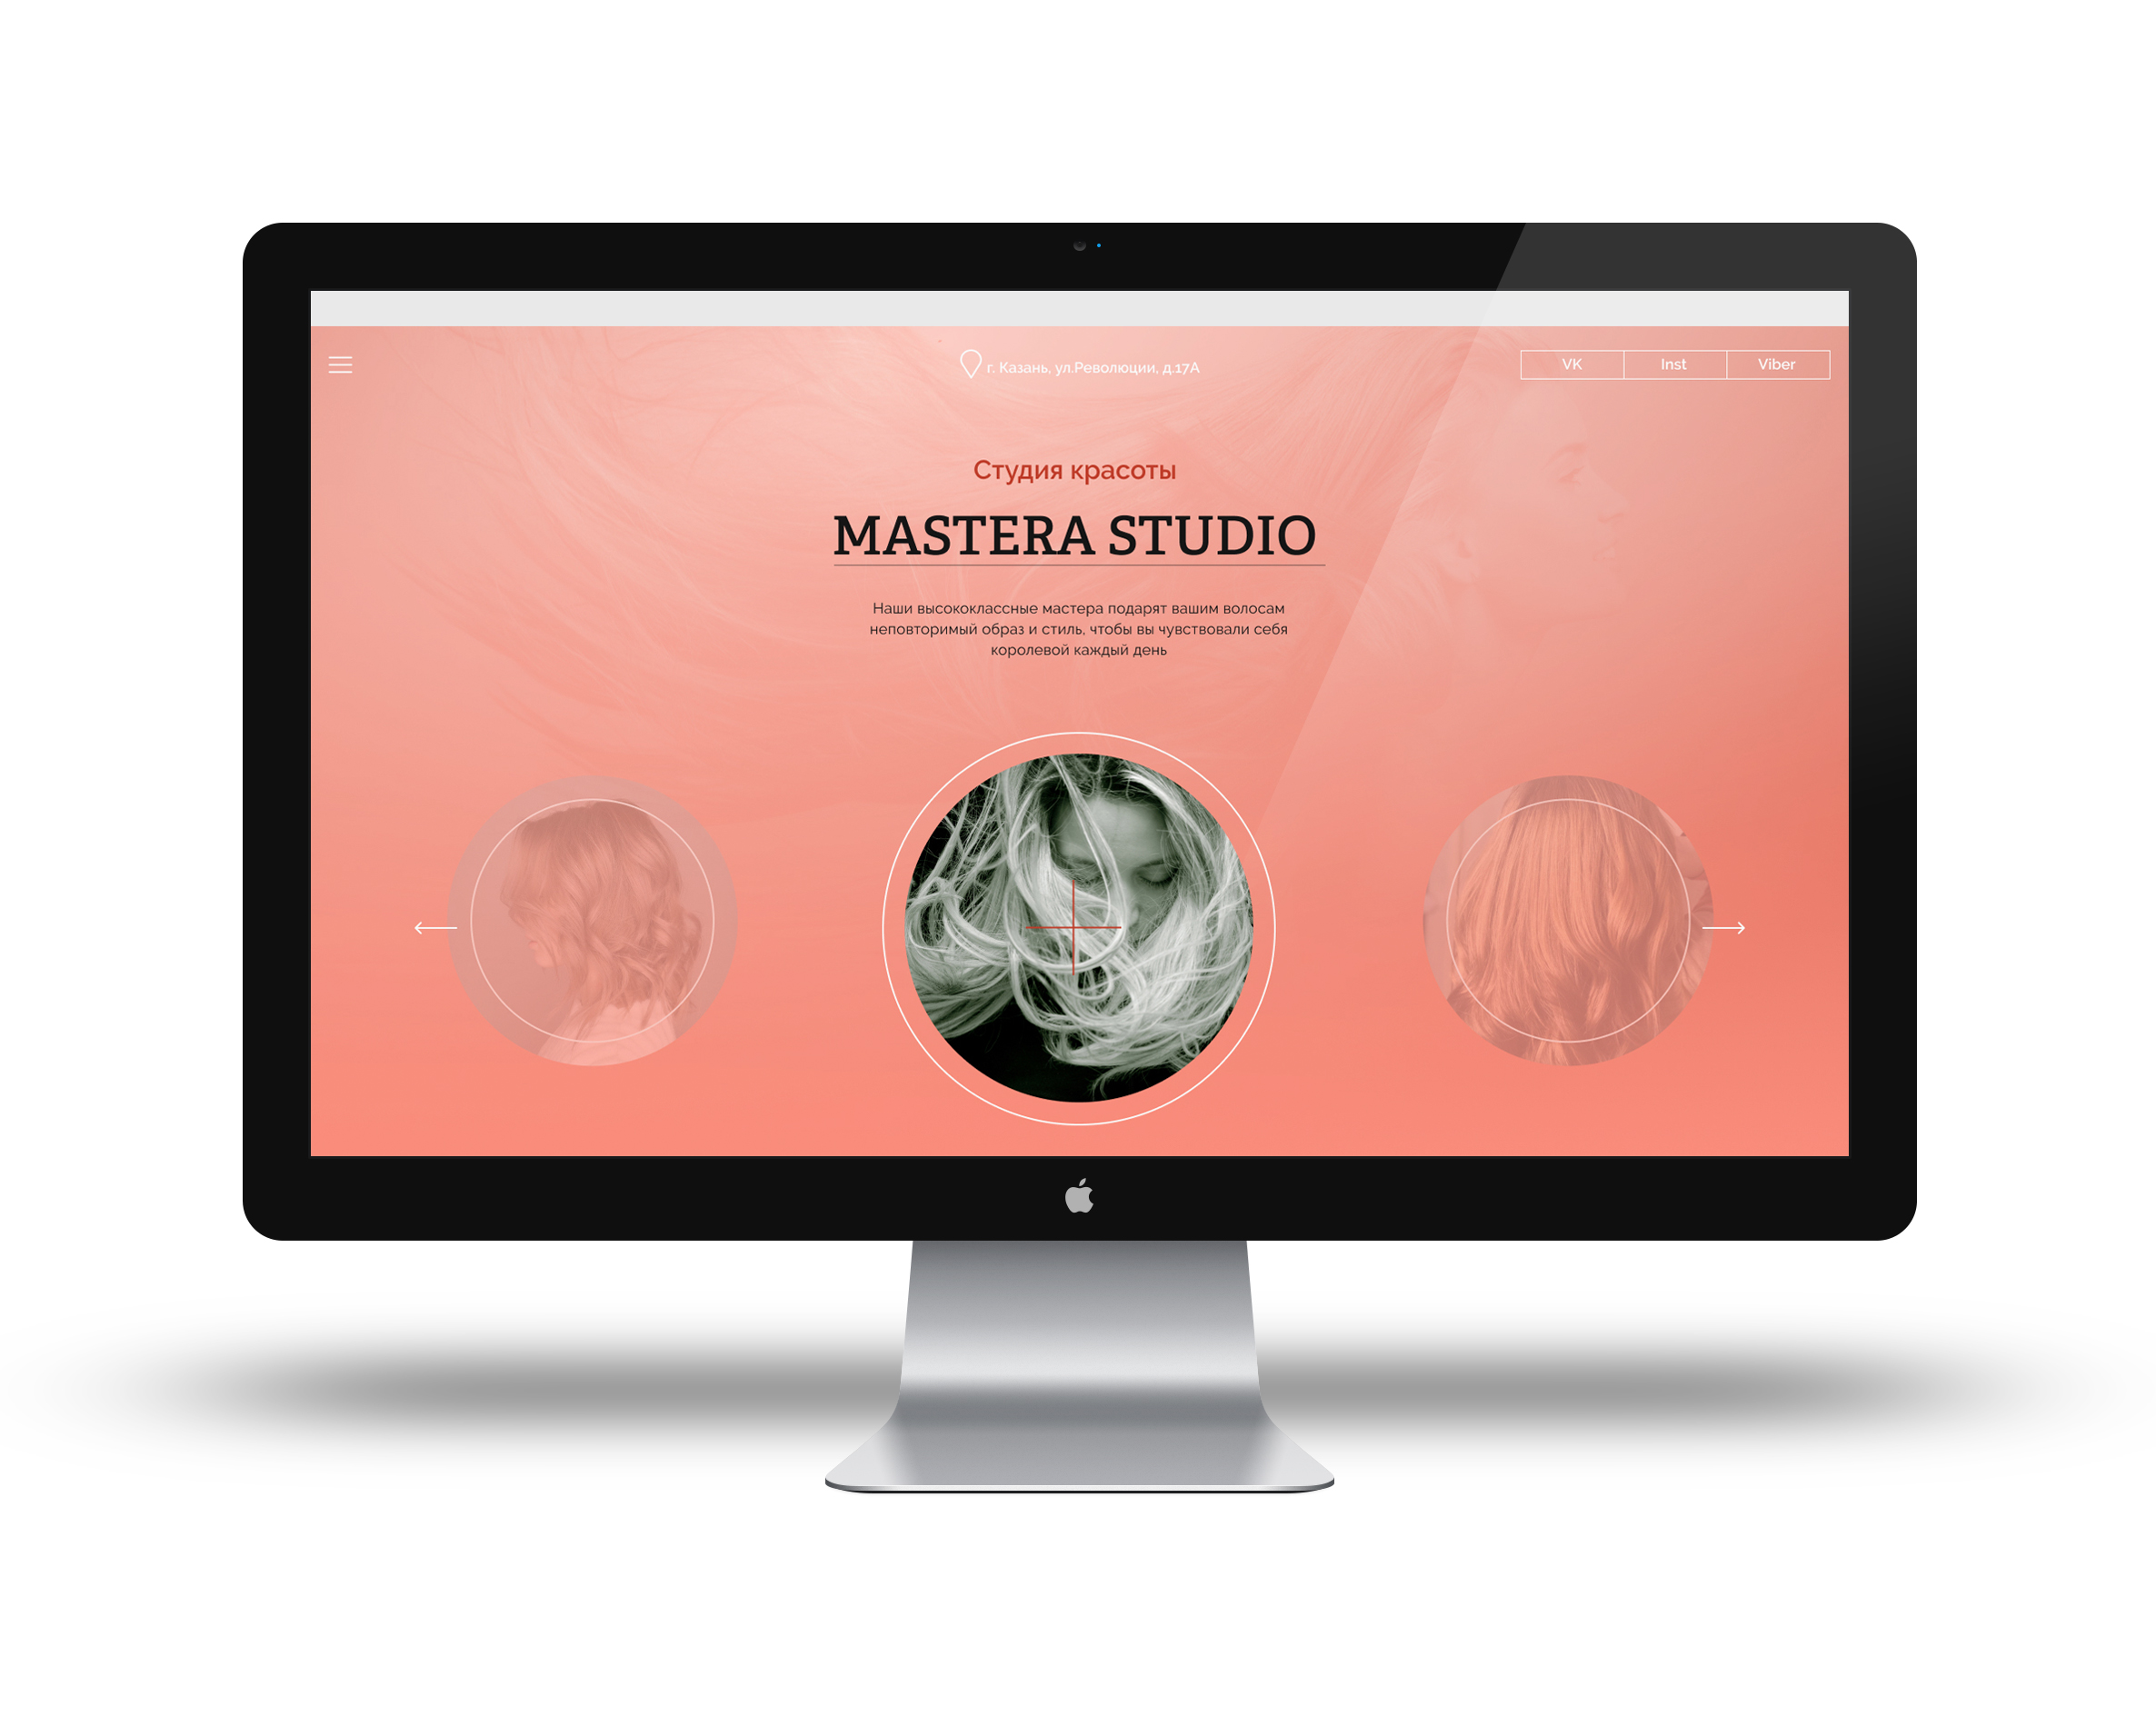 г. Казань, ул.Революции, д.17А
VK Inst Viber
Студия красоты
MASTERA STUDIO
Наши высококлассные мастера подарят вашим волосам
неповторимый образ и стиль, чтобы вы чувствовали себя
королевой каждый день